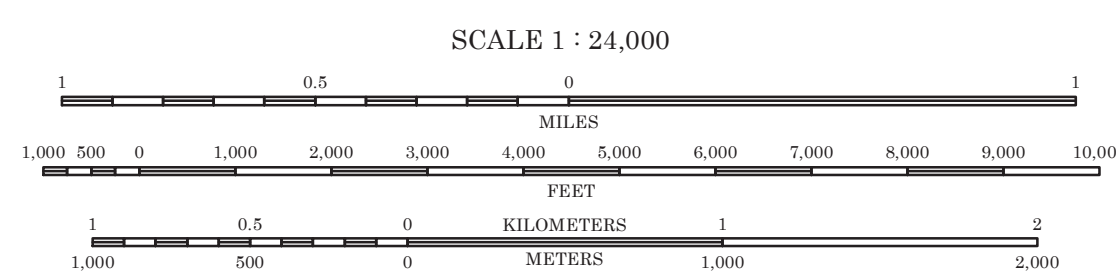 SCALE 1 : 24,000
1 0.5 0 1
MILES
1,000 500 0 1,000 2,000 3,000 4,000 5,000 6,000 7,000 8,000 9,000 10,00
FEET
1 0.5 0 KILOMETERS 1 2
1,000 500 0 METERS 1,000 2,000